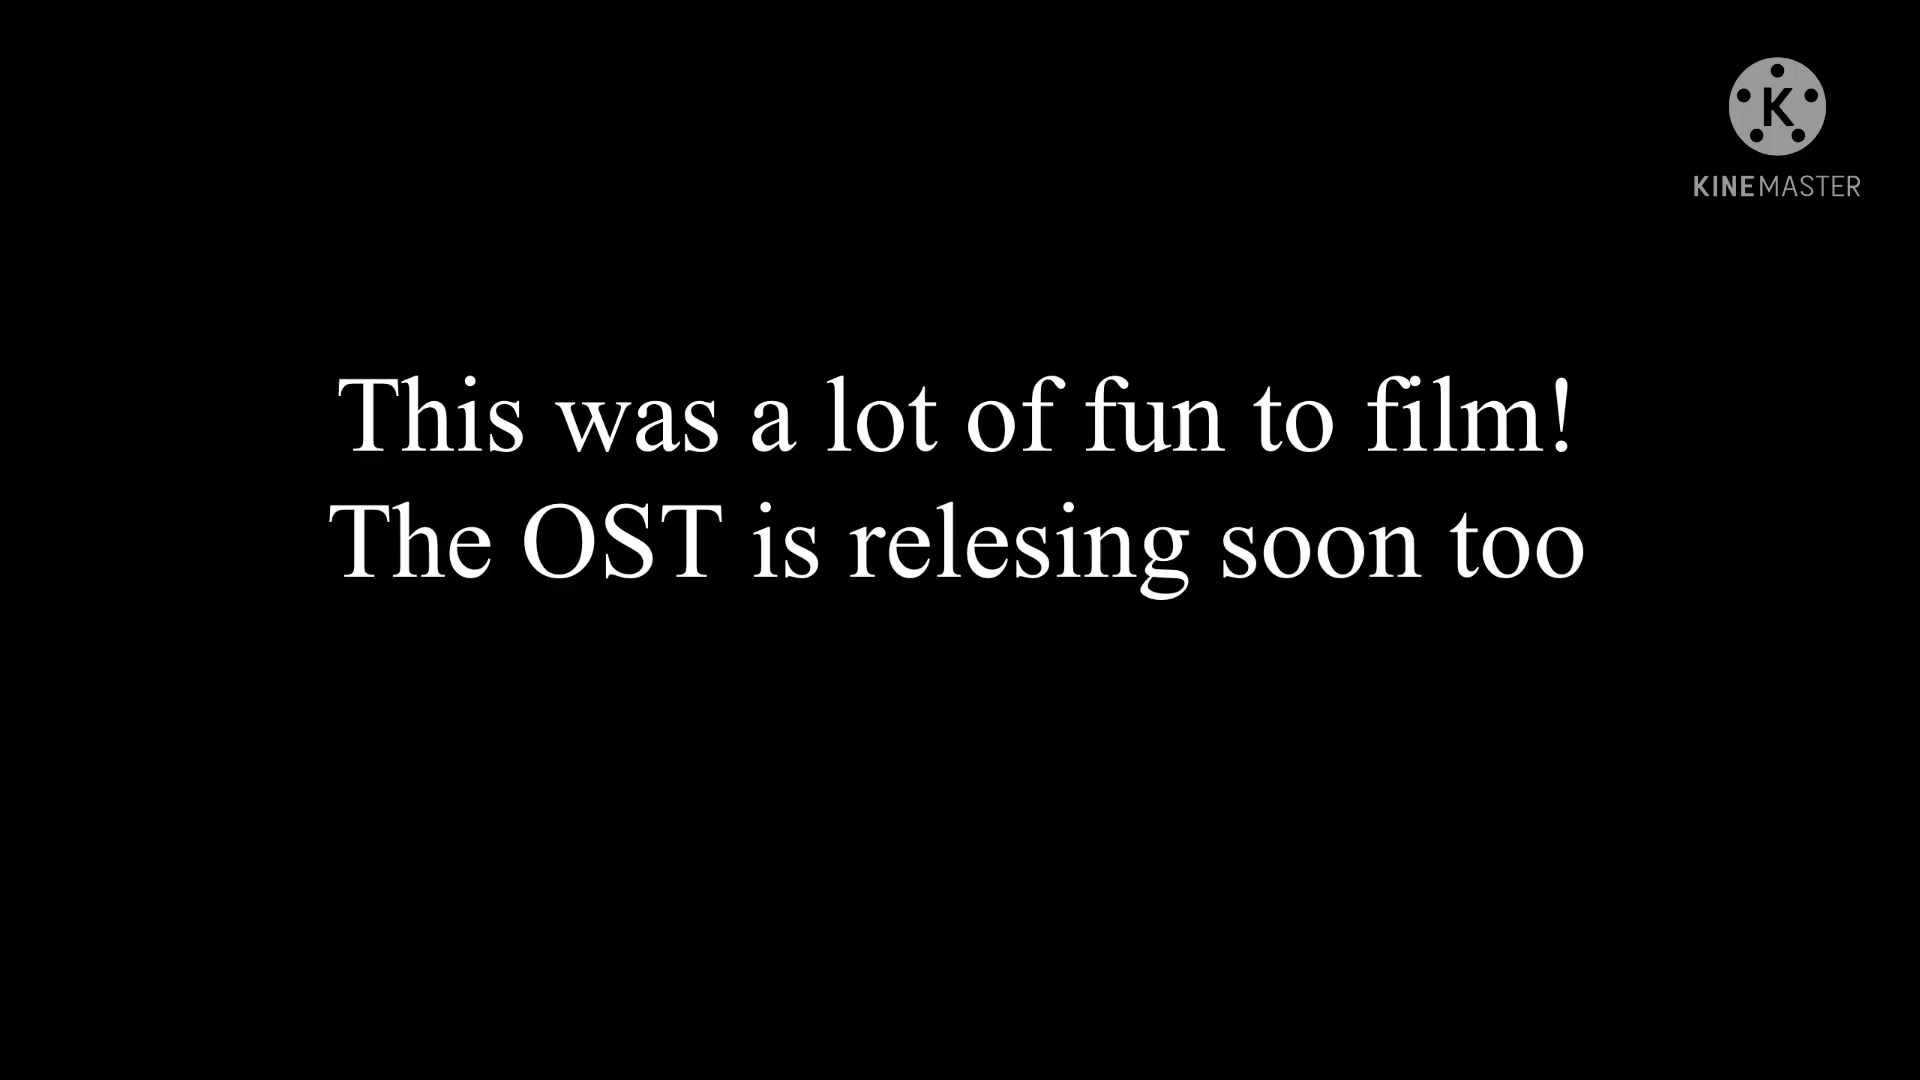 K
KINEMASTER
This was a lot of fun to film!
The OST is relesing soon too